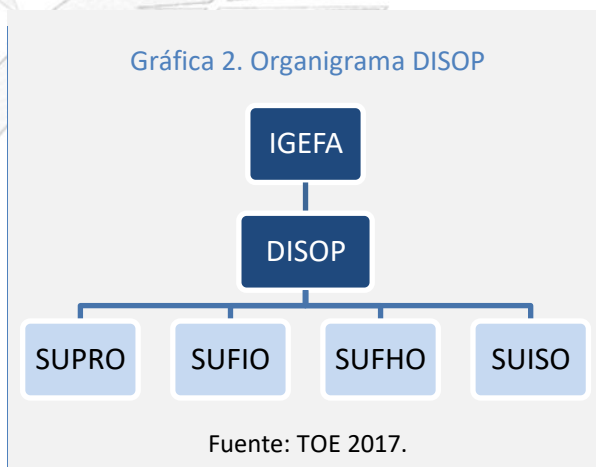 Gráfica 2. Organigrama DISOP
IGEFA
DISOP
SUPRO SUFIO SUFHO SUISO
Fuente: TOE 2017.